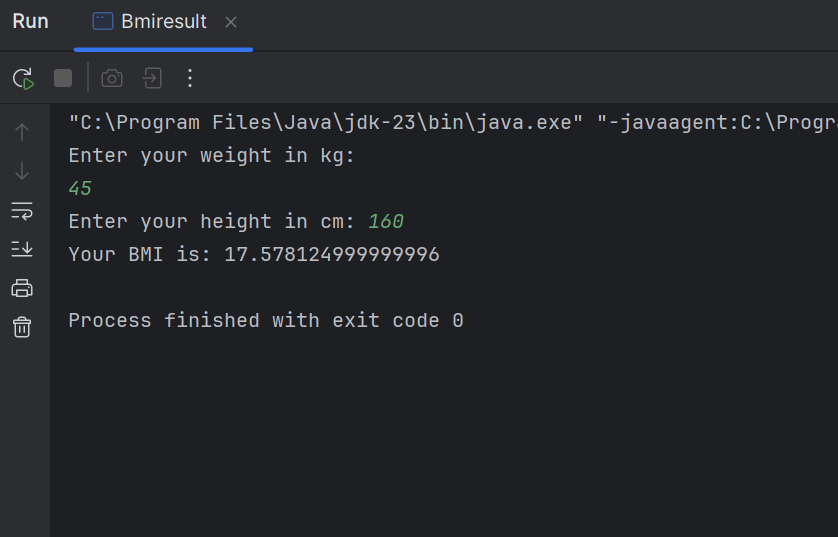 Run Bmiresult
"C:\Program Files\Java\jdk-23\bin\java.exe" "-javaagent:C:\Progra
Enter your weight in kg:
45
Enter your height in cm: 160
Your BMI is: 17.578124999999996
Process finished with exit code 0